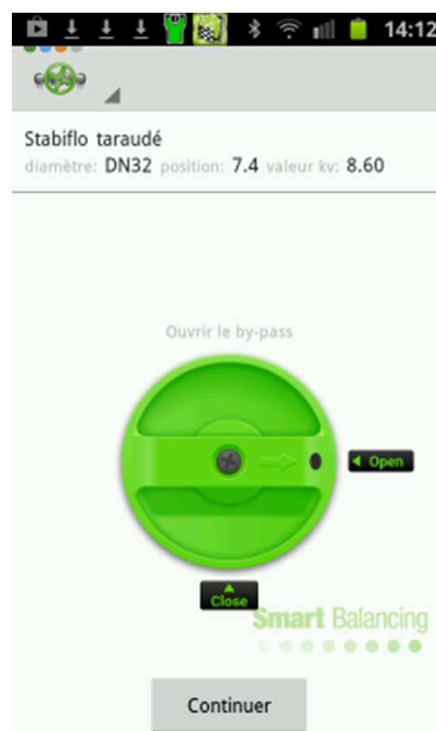 14:12
Stabiflo taraudé
diamètre: DN32 position: 7.4 valeur kv: 8.60
Ouvrir le by-pass
Open
Close
Smart Balancing
Continuer